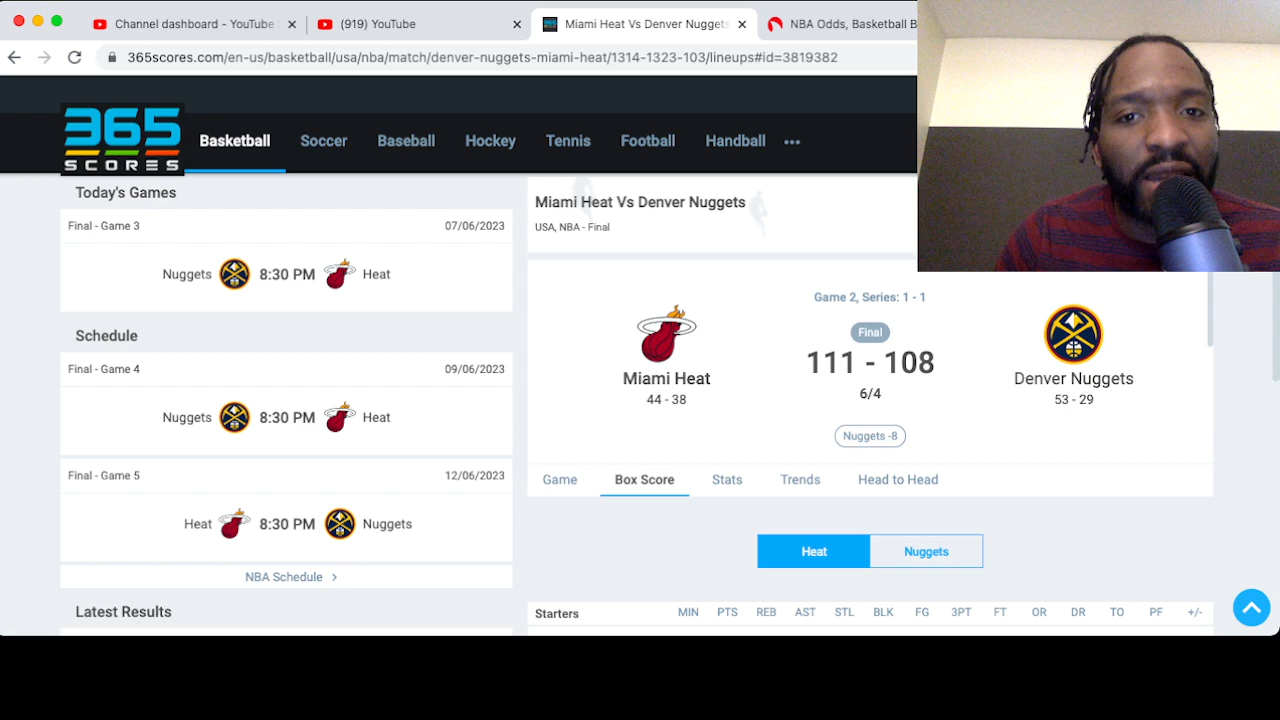 Channel dashboard - YouTube
(919) YouTube
Miami Heat Vs Denver Nuggets
NBA Odds, Basketball B
365scores.com/en-us/basketball/usa/nba/match/denver-nuggets-miami-heat/1314-1323-103/lineups#id=3819382
365
SCORES
Basketball
Soccer
Baseball
Hockey
Tennis
Football
Handball
Today's Games
Final - Game 3
07/06/2023
Nuggets 8:30 PM Heat
Schedule
Final - Game 4
09/06/2023
Nuggets 8:30 PM Heat
Final - Game 5
12/06/2023
Heat 8:30 PM Nuggets
NBA Schedule >
Latest Results
Miami Heat Vs Denver Nuggets
USA, NBA - Final
Game 2, Series: 1 - 1
Final
111 - 108
6/4
Miami Heat
44 - 38
Denver Nuggets
53 - 29
Nuggets -8
Game
Box Score
Stats
Trends
Head to Head
Heat
Nuggets
Starters MIN PTS REB AST STL BLK FG 3PT FT OR DR TO PF +/-